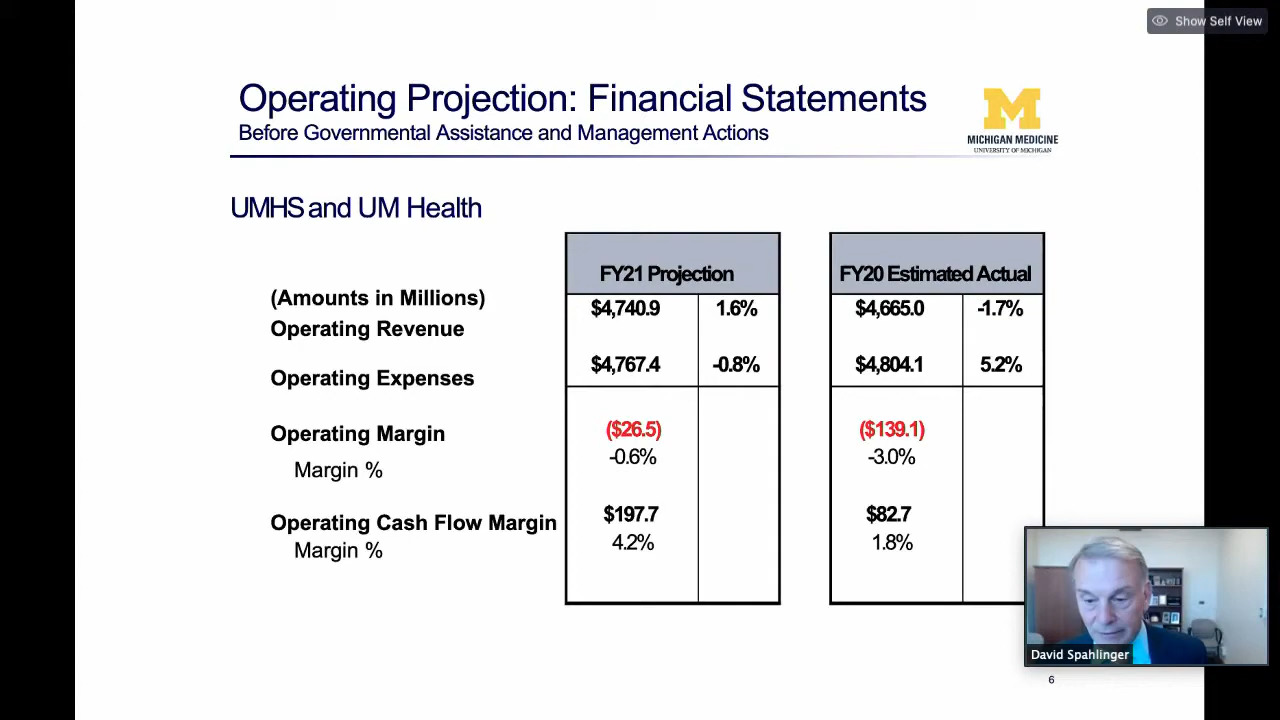 Show Self View
Operating Projection: Financial Statements
Before Governmental Assistance and Management Actions
M
MICHIGAN MEDICINE
UNIVERSITY OF MICHIGAN
UMHS and UM Health
FY21 Projection FY20 Estimated Actual
(Amounts in Millions)
Operating Revenue $4,740.9 1.6% $4,665.0 -1.7%
Operating Expenses $4,767.4 -0.8% $4,804.1 5.2%
Operating Margin ($26.5) ($139.1)
Margin % -0.6% -3.0%
Operating Cash Flow Margin $197.7 $82.7
Margin % 4.2% 1.8%
David Spahlinger
6